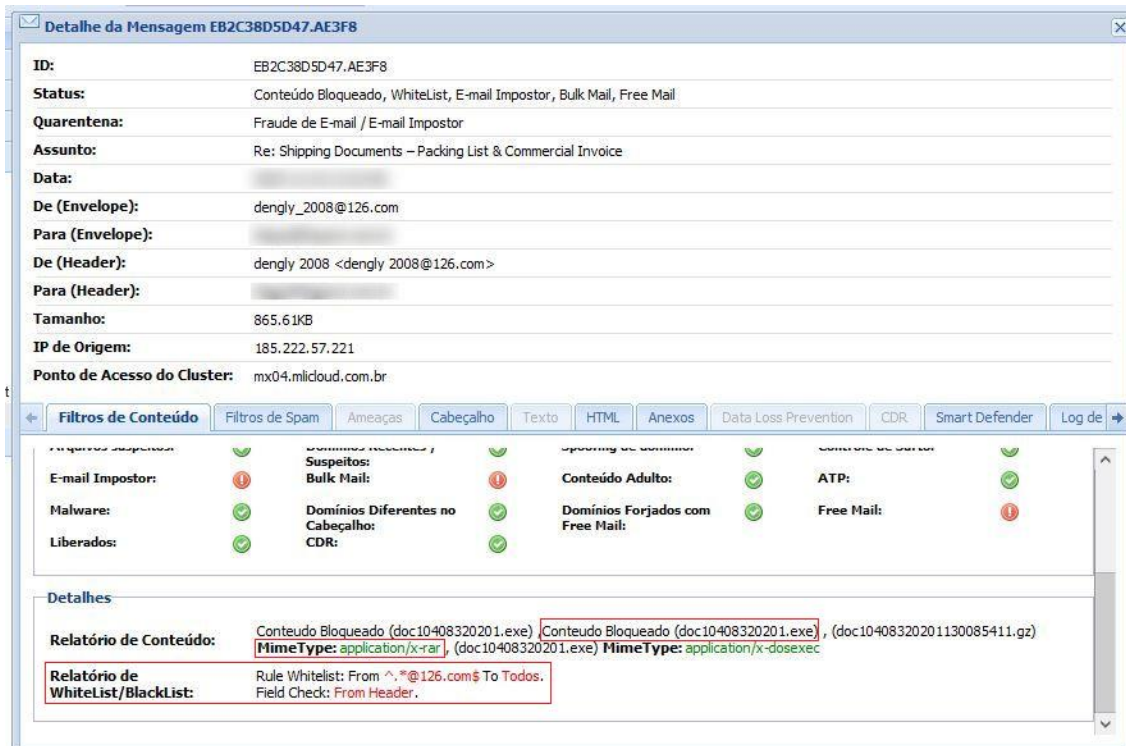 Detalhe da Mensagem EB2C38D5D47.AE3F8
ID: EB2C38D5D47.AE3F8
Status: Conteúdo Bloqueado, WhiteList, E-mail Impostor, Bulk Mail, Free Mail
Quarentena: Fraude de E-mail / E-mail Impostor
Assunto: Re: Shipping Documents – Packing List & Commercial Invoice
Data:
De (Envelope): dengly_2008@126.com
Para (Envelope):
De (Header): dengly 2008 <dengly 2008@126.com>
Para (Header):
Tamanho: 865.61KB
IP de Origem: 185.222.57.221
Ponto de Acesso do Cluster: mx04.mlicloud.com.br
t
Filtros de Conteúdo Filtros de Spam Ameaças Cabeçalho Texto HTML Anexos Data Loss Prevention CDR Smart Defender Log de
Suspeitos:
E-mail Impostor: Bulk Mail: Conteúdo Adulto: ATP:
Malware: Domínios Diferentes no Domínios Forjados com Free Mail:
Cabeçalho: Free Mail:
Liberados: CDR:
Detalhes
Relatório de Conteúdo: Conteudo Bloqueado (doc10408320201.exe) ,Conteudo Bloqueado (doc10408320201.exe) , (doc10408320201130085411.gz)
MimeType: application/x-rar , (doc10408320201.exe) MimeType: application/x-dosexec
Relatório de Rule Whitelist: From ^.*@126.com$ To Todos.
WhiteList/BlackList: Field Check: From Header.